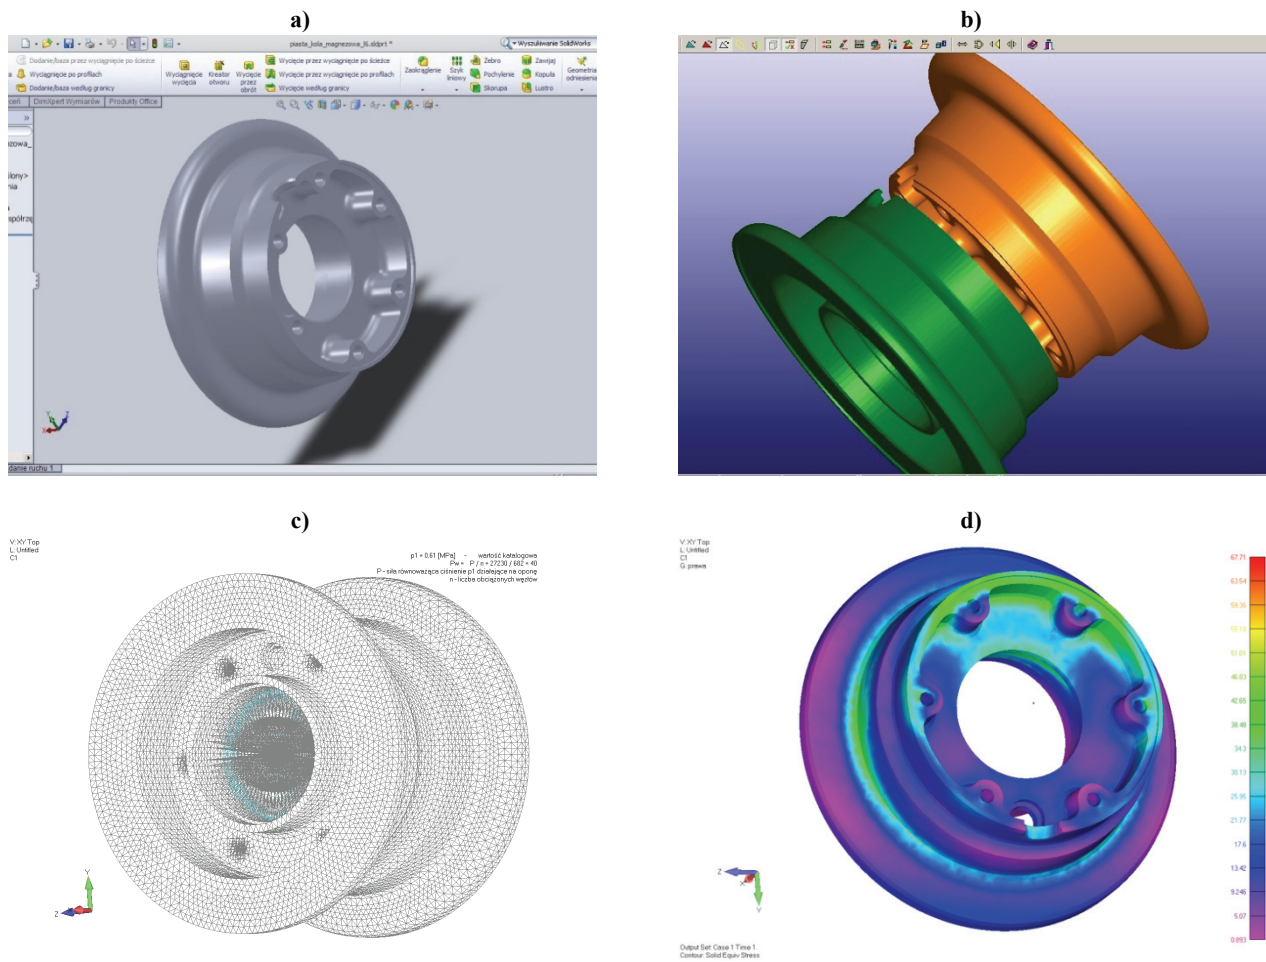 a)
piasta_kola_magnezowa_l6.sldprt *
Wyszukiwanie SolidWorks
Dodanie/baza przez wyciągnięcie po ścieżce
Wyciągnięcie po profilach
Dodanie/baza według granicy
Wyciągnięcie wycięcia
Kreator otworu
Wycięcie przez obrót
Wycięcie przez wyciągnięcie po ścieżce
Wycięcie przez wyciągnięcie po profilach
Wycięcie według granicy
Zaokrąglenie
Szyk liniowy
Żebro
Pochylenie
Skorupa
Zawijaj
Kopuła
Lustro
Geometria odniesienia
DimXpert Wymiarów
Produkty Office
b)
c)
V: XY Top
L: Untitled
C1
p1 = 0,61 [MPa] - wartość katalogowa
Pw = P / n = 27230 / 682 = 40
P - siła równoważąca ciśnienie p1 działające na oponę
n - liczba obciążonych węzłów
Y
Z
d)
V: XY Top
L: Untitled
C1
G: prawa
67.71
63.54
59.36
55.19
51.01
46.83
42.65
38.48
34.3
30.13
25.95
21.77
17.6
13.42
9.246
5.07
0.893
Z
X
Y
Output Set: Case 1 Time 1.
Contour: Solid Equiv Stress